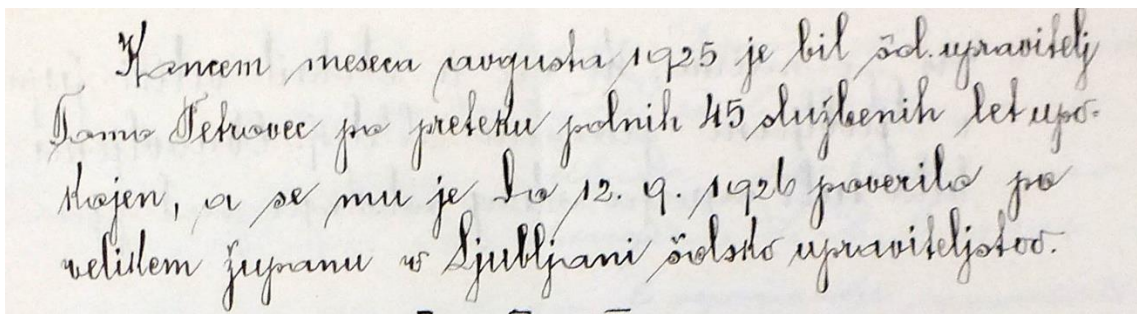 Koncem meseca avgusta 1925 je bil šol. upravitelj
Tomo Petrovec po preteku polnih 45 službenih let upo-
kojen, a se mu je do 12. 9. 1926 poverilo po
velikem županu v Ljubljani šolsko upraviteljstvo.